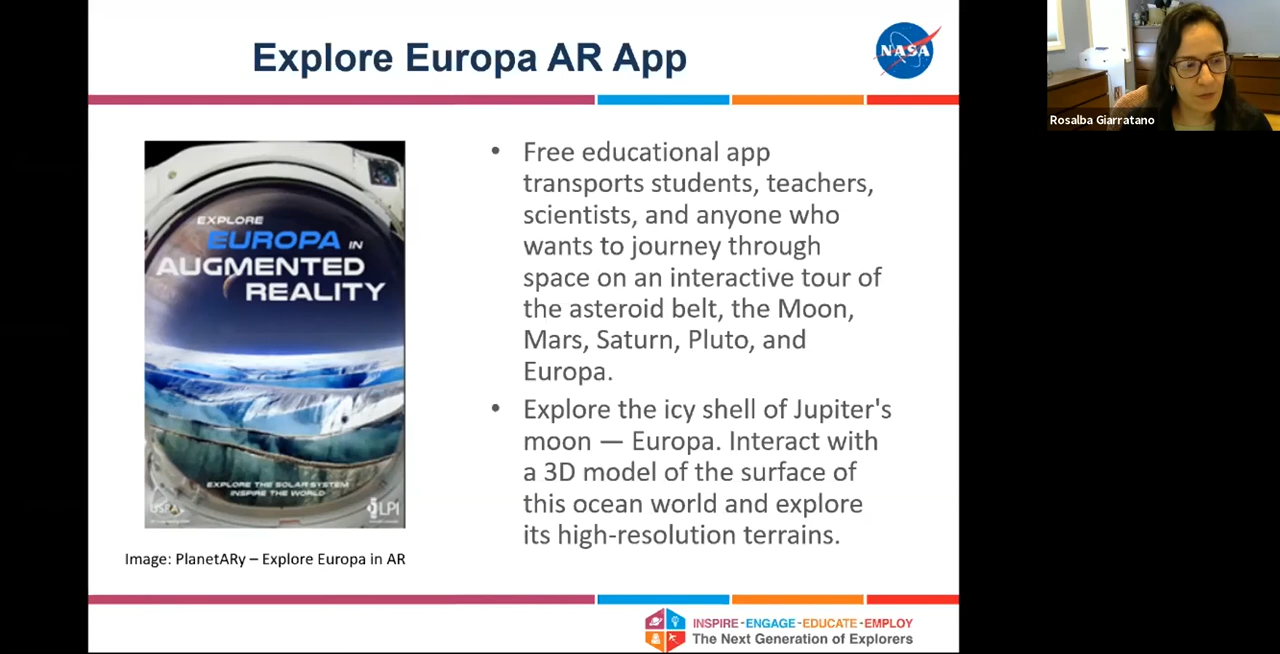 Explore Europa AR App
NASA
Rosalba Giarratano
EXPLORE
EUROPA IN
AUGMENTED
REALITY
EXPLORE THE SOLAR SYSTEM
INSPIRE THE WORLD
USRA
LPI
Image: PlanetARy – Explore Europa in AR
• Free educational app
transports students, teachers,
scientists, and anyone who
wants to journey through
space on an interactive tour of
the asteroid belt, the Moon,
Mars, Saturn, Pluto, and
Europa.
• Explore the icy shell of Jupiter's
moon — Europa. Interact with
a 3D model of the surface of
this ocean world and explore
its high-resolution terrains.
INSPIRE - ENGAGE - EDUCATE - EMPLOY
The Next Generation of Explorers